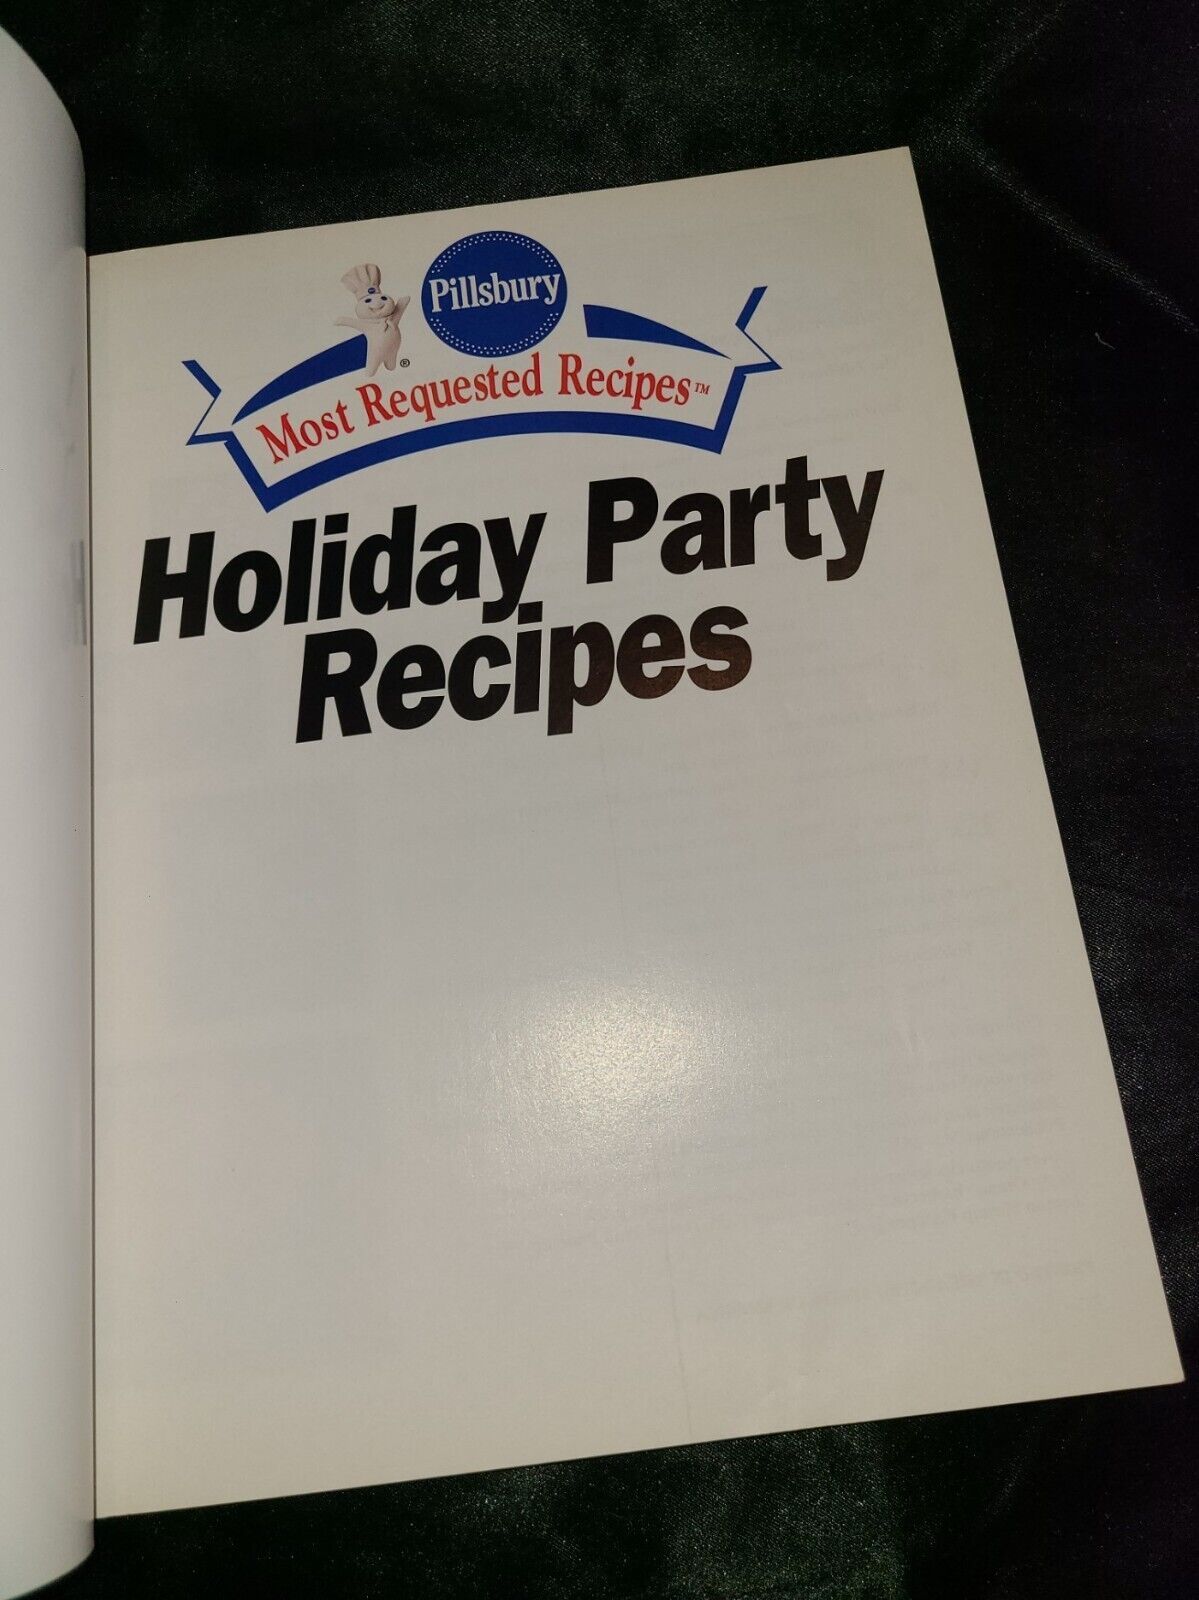 Pillsbury
®
Most Requested Recipes™
Holiday Party
Recipes